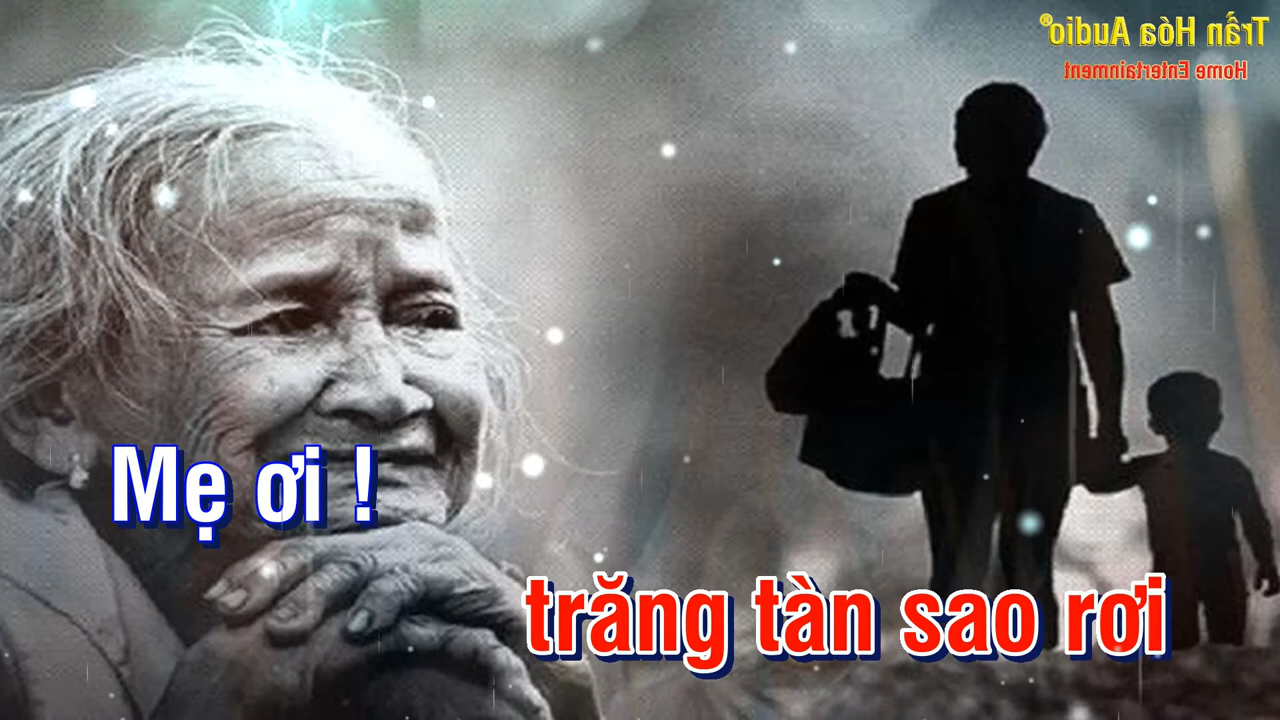 Trần Hòa Audio®
Home Entertainment
Mẹ ơi !
trăng tàn sao rơi